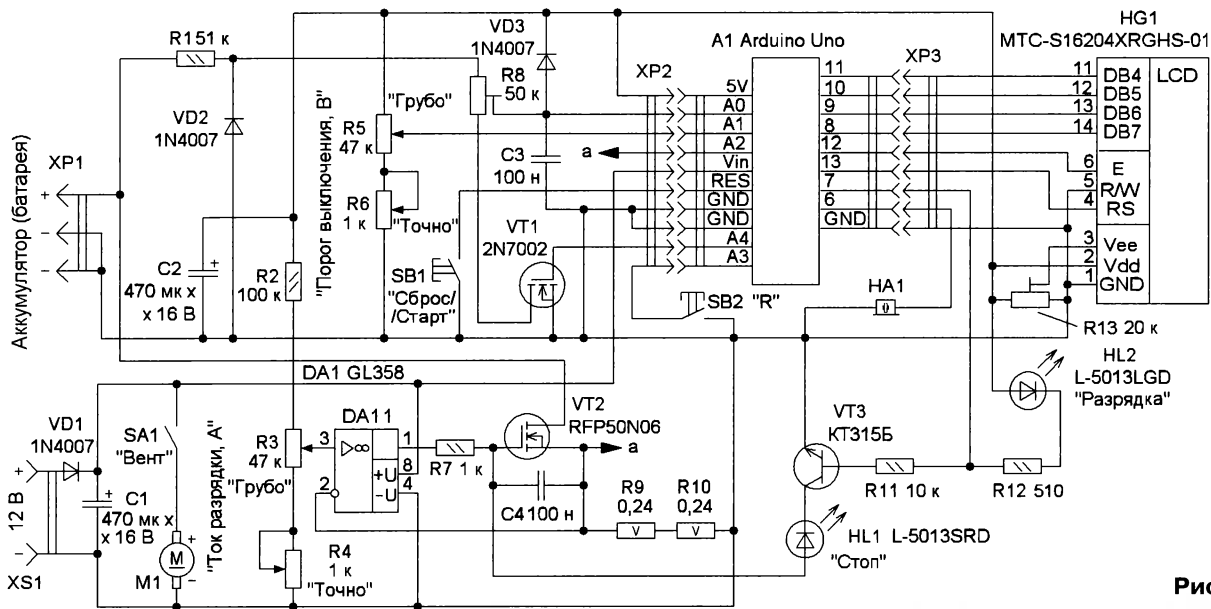 HG1
MTC-S16204XRGHS-01
VD3
1N4007
A1 Arduino Uno
R151 к
XP2
XP3
R8
50 к
"Грубо"
VD2
1N4007
R5
47 к
"Порог выключения, В"
C3
100 н
a
R6
1 к
"Точно"
XP1
+
−
−
Аккумулятор (батарея)
C2
470 мк x
x 16 В
+
R2
100 к
VT1
2N7002
SB1
"Сброс/
/Старт"
SB2 "R"
5V
A0
A1
A2
Vin
RES
GND
GND
A4
A3
11
10
9
8
12
13
7
6
GND
11 DB4
12 DB5
13 DB6
14 DB7
LCD
6 E
5 R/W
4 RS
3 Vee
2 Vdd
1 GND
HA1
R13 20 к
HL2
L-5013LGD
"Разрядка"
DA1 GL358
DA11
VT2
RFP50N06
VT3
КТ315Б
VD1
1N4007
SA1
"Вент"
+
−
12 В
XS1
C1
470 мк x
x 16 В
+
M
+
−
M1
"Ток разрядки, А"
R3
47 к
"Грубо"
R4
1 к
"Точно"
3
2
▷∞
1
8
+U
−U
4
R7 1 к
a
C4 100 н
R9
0,24
V
R10
0,24
V
R11 10 к
R12 510
HL1 L-5013SRD
"Стоп"
Рис